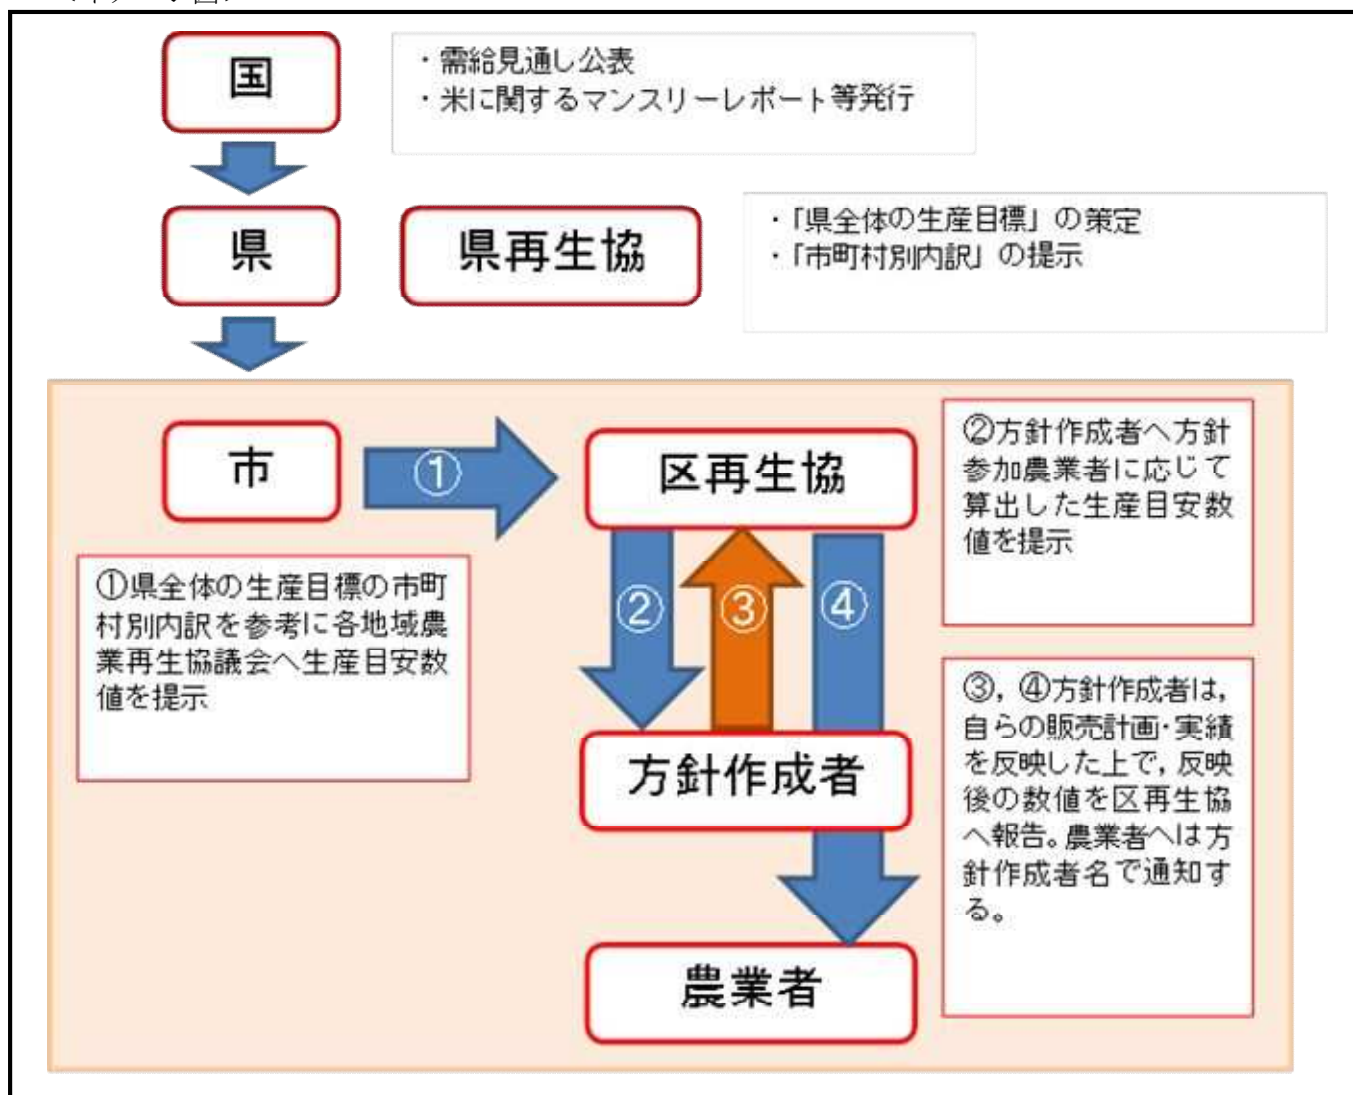 国
・需給見通し公表
・米に関するマンスリーレポート等発行
県
県再生協
・「県全体の生産目標」の策定
・「市町村別内訳」の提示
市
①
区再生協
②方針作成者へ方針
参加農業者に応じて
算出した生産目安数
値を提示
①県全体の生産目標の市町
村別内訳を参考に各地域農
業再生協議会へ生産目安数
値を提示
②
③
④
③，④方針作成者は，
自らの販売計画・実績
を反映した上で，反映
後の数値を区再生協
へ報告。農業者へは方
針作成者名で通知す
る。
方針作成者
農業者